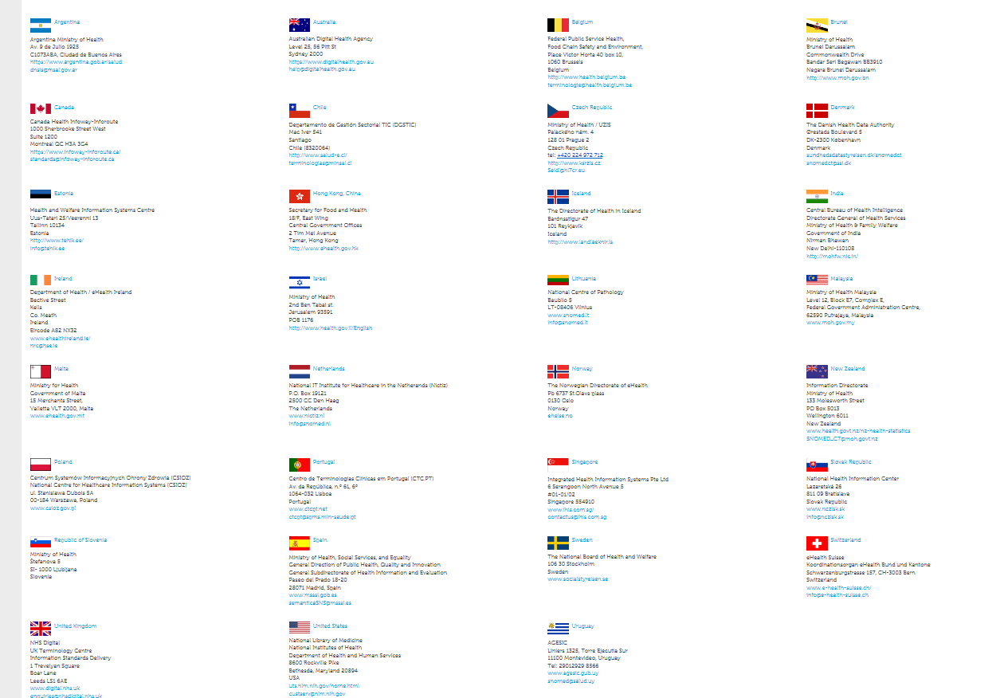 Argentina
Argentina Ministry of Health
Av. 9 de Julio 1925
C1073ABA, Ciudad de Buenos Aires
https://www.argentina.gob.ar/salud
dnsis@msal.gov.ar
Australia
Australian Digital Health Agency
Level 25, 56 Pitt St
Sydney 2000
https://www.digitalhealth.gov.au
help@digitalhealth.gov.au
Belgium
Federal Public Service Health,
Food Chain Safety and Environment,
Place Victor Horta 40 box 10,
1060 Brussels
Belgium
http://www.health.belgium.be
terminologie@health.belgium.be
Brunei
Ministry of Health
Brunei Darussalam
Commonwealth Drive
Bandar Seri Begawan BB3910
Negara Brunei Darussalam
http://www.moh.gov.bn
Canada
Canada Health Infoway-Inforoute
1000 Sherbrooke Street West
Suite 1200
Montreal QC H3A 3G4
https://www.infoway-inforoute.ca/
standards@infoway-inforoute.ca
Chile
Departamento de Gestión Sectorial TIC (DGSTIC)
Mac Iver 541
Santiago
Chile (8320064)
http://www.salud-e.cl/
terminologias@minsal.cl
Czech Republic
Ministry of Health / UZIS
Palackého nám. 4
128 01 Prague 2
Czech Republic
tel: +420 224 972 712
http://www.ksrzis.cz
Seidl@hl7cr.eu
Denmark
The Danish Health Data Authority
Ørestads Boulevard 5
DK-2300 København
Denmark
sundhedsdatastyrelsen.dk/snomedct
snomedct@ssi.dk
Estonia
Health and Welfare Information Systems Centre
Uus-Tatari 25/Veerenni 13
Tallinn 10134
Estonia
http://www.tehik.ee/
info@tehik.ee
Hong Kong, China
Secretary for Food and Health
18/F, East Wing
Central Government Offices
2 Tim Mei Avenue
Tamar, Hong Kong
http://www.ehealth.gov.hk
Iceland
The Directorate of Health in Iceland
Barónsstígur 47
101 Reykjavík
Iceland
http://www.landlaeknir.is
India
Central Bureau of Health Intelligence
Directorate General of Health Services
Ministry of Health & Family Welfare
Government of India
Nirman Bhawan
New Delhi-110108
http://mohfw.nic.in/
Ireland
Department of Health / eHealth Ireland
Bective Street
Kells
Co. Meath
Ireland
Eircode A82 NX32
www.ehealthireland.ie/
nrc@hse.ie
Israel
Ministry of Health
2nd Ben Tabai st.
Jerusalem 93591
POB 1176
http://www.health.gov.il/English
Lithuania
National Centre of Pathology
Baublio 5
LT-08406 Vilnius
www.snomed.lt
info@snomed.lt
Malaysia
Ministry of Health Malaysia
Level 12, Block E7, Complex E,
Federal Government Administration Centre,
62590 Putrajaya, Malaysia
www.moh.gov.my
Malta
Ministry for Health
Government of Malta
15 Merchants Street,
Valletta VLT 2000, Malta
www.ehealth.gov.mt
Netherlands
National IT Institute for Healthcare in the Netherands (Nictiz)
P.O. Box 19121
2500 CC Den Haag
The Netherlands
www.nictiz.nl
info@snomed.nl
Norway
The Norwegian Directorate of eHealth
Pb 6737 St.Olavs plass
0130 Oslo
Norway
ehelse.no
New Zealand
Information Directorate
Ministry of Health
133 Molesworth Street
PO Box 5013
Wellington 6011
New Zealand
www.health.govt.nz/nz-health-statistics
SNOMED_CT@moh.govt.nz
Poland
Centrum Systemów Informacyjnych Ohrony Zdrowia (CSIOZ)
National Centre for Healthcare Information Systems (CSIOZ)
ul. Stanisława Dubois 5A
00-184 Warszawa, Poland
www.csioz.gov.pl
Portugal
Centro de Terminologias Clínicas em Portugal (CTC.PT)
Av. da República, n.º 61, 6º
1064-032 Lisboa
Portugal
www.ctcpt.net
ctcpt@spms.min-saude.pt
Singapore
Integrated Health Information Systems Pte Ltd
6 Serangoon North Avenue 5
#01-01/02
Singapore 554910
www.ihis.com.sg/
contactus@ihis.com.sg
Slovak Republic
National Health Information Center
Lazaretská 26
811 09 Bratislava
Slovak Republic
www.nczisk.sk
info@nczisk.sk
Republic of Slovenia
Ministry of Health
Štefanova 5
SI- 1000 Ljubljana
Slovenia
Spain
Ministry of Health, Social Services, and Equality
General Direction of Public Health, Quality and Innovation
General Subdirectorate of Health Information and Evaluation
Paseo del Prado 18-20
28071 Madrid, Spain
www.msssi.gob.es
semanticaSNS@msssi.es
Sweden
The National Board of Health and Welfare
106 30 Stockholm
Sweden
www.socialstyrelsen.se
Switzerland
eHealth Suisse
Koordinationsorgan eHealth Bund und Kantone
Schwarzenburgstrasse 157, CH-3003 Bern
Switzerland
www.e-health-suisse.ch/
info@e-health-suisse.ch
United Kingdom
NHS Digital
UK Terminology Centre
Information Standards Delivery
1 Trevelyan Square
Boar Lane
Leeds LS1 6AE
www.digital.nhs.uk
enquiries@nhsdigital.nhs.uk
United States
National Library of Medicine
National Institutes of Health
Department of Health and Human Services
8600 Rockville Pike
Bethesda, Maryland 20894
USA
uts.nlm.nih.gov/home.html
custserv@nlm.nih.gov
Uruguay
AGESIC
Liniers 1325, Torre Ejecutia Sur
11100 Montevideo, Uruguay
Tel: 29012929 8566
www.agesic.gub.uy
snomed@salud.uy